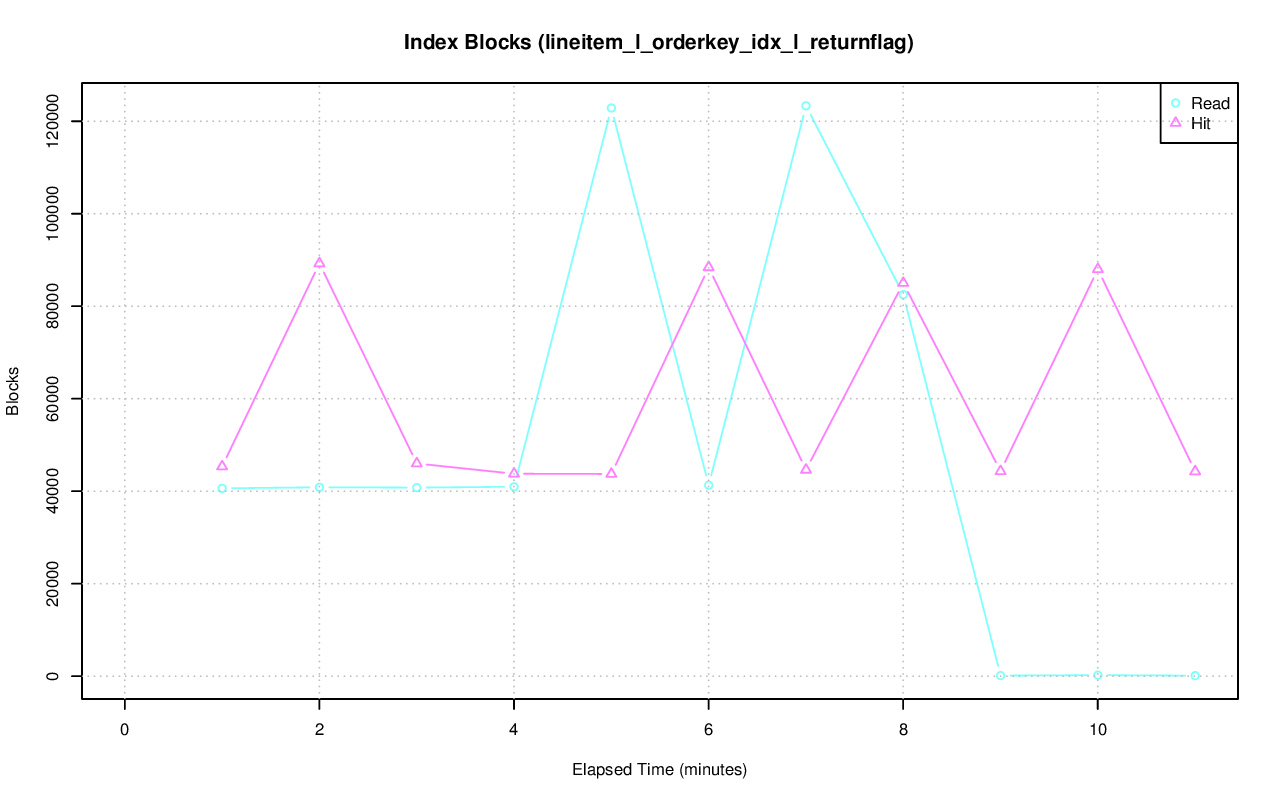 Index Blocks (lineitem_l_orderkey_idx_l_returnflag)
Read
Hit
120000
100000
80000
60000
40000
20000
0
Blocks
0 2 4 6 8 10
Elapsed Time (minutes)